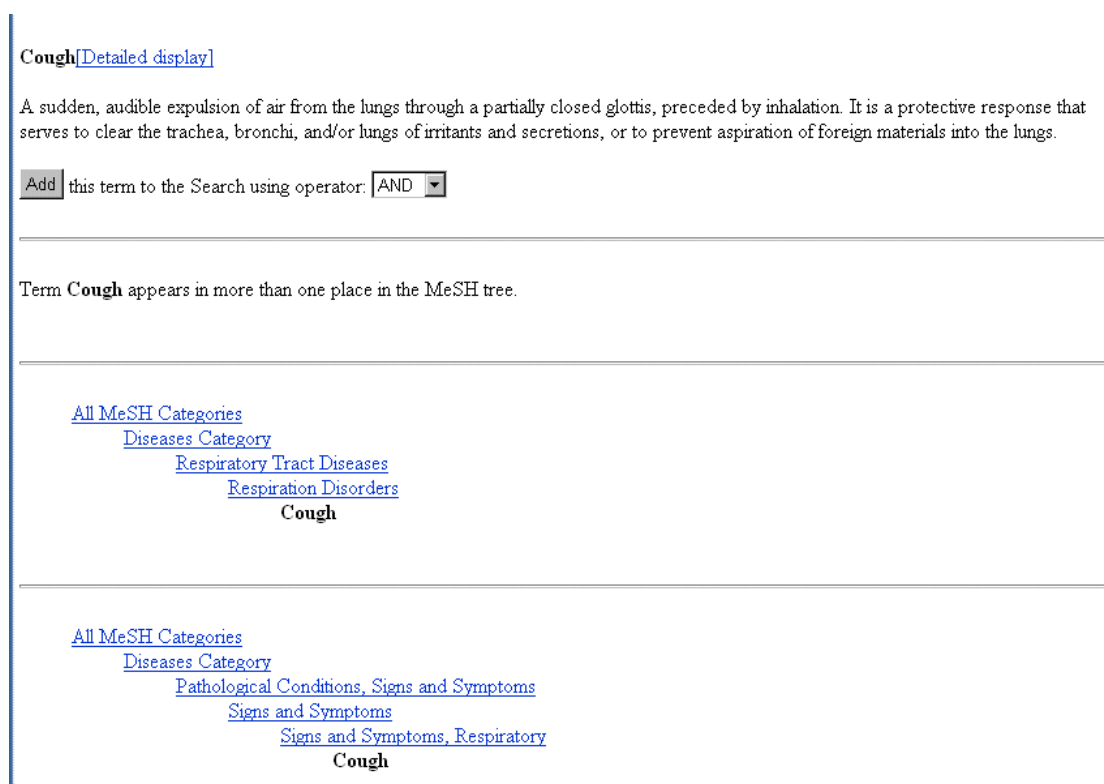 Cough[Detailed display]
A sudden, audible expulsion of air from the lungs through a partially closed glottis, preceded by inhalation. It is a protective response that
serves to clear the trachea, bronchi, and/or lungs of irritants and secretions, or to prevent aspiration of foreign materials into the lungs.
Add this term to the Search using operator: AND
Term Cough appears in more than one place in the MeSH tree.
All MeSH Categories
Diseases Category
Respiratory Tract Diseases
Respiration Disorders
Cough
All MeSH Categories
Diseases Category
Pathological Conditions, Signs and Symptoms
Signs and Symptoms
Signs and Symptoms, Respiratory
Cough